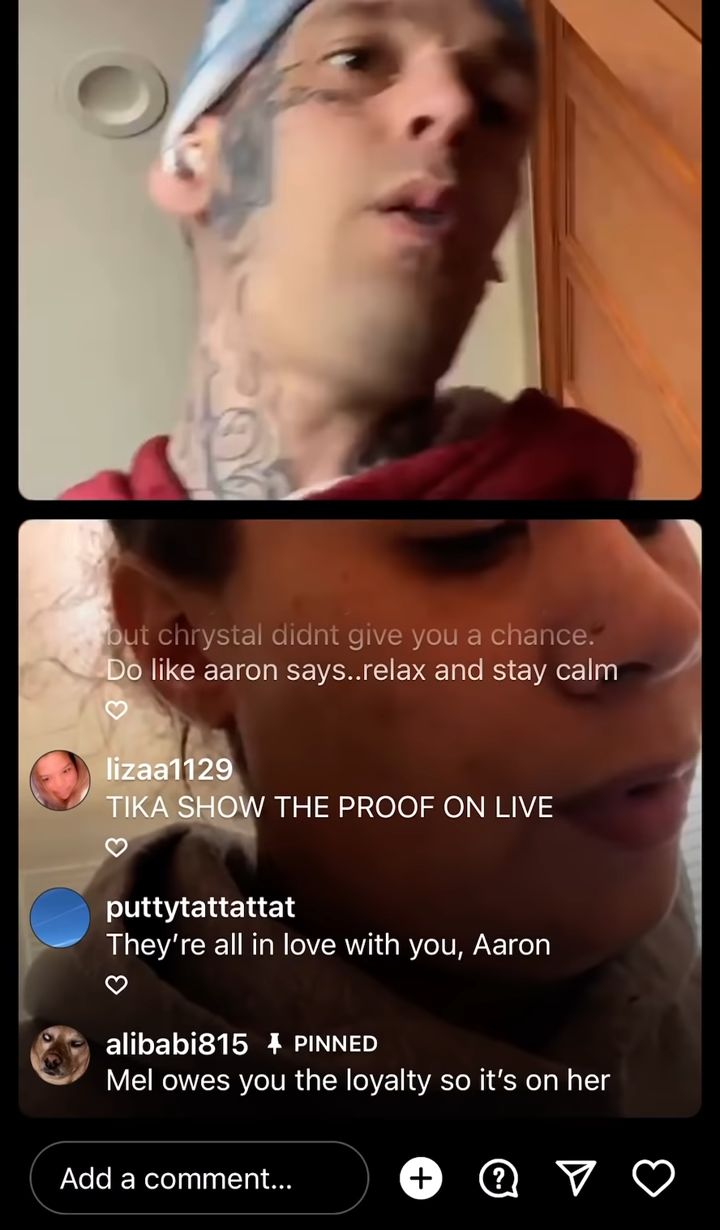 but chrystal didnt give you a chance.
Do like aaron says..relax and stay calm
lizaa1129
TIKA SHOW THE PROOF ON LIVE
puttytattattat
They’re all in love with you, Aaron
alibabi815 PINNED
Mel owes you the loyalty so it’s on her
Add a comment...